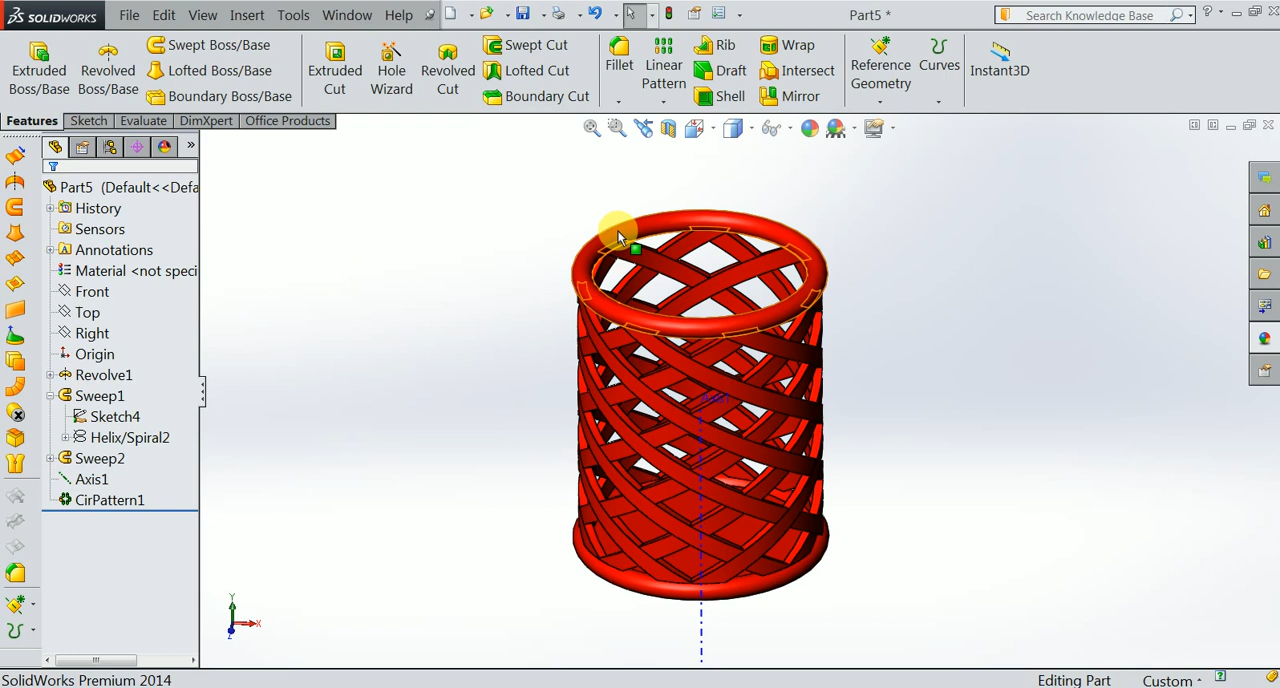 SOLIDWORKS File Edit View Insert Tools Window Help Part5 * Search Knowledge Base ?
Extruded Boss/Base
Revolved Boss/Base
Swept Boss/Base
Lofted Boss/Base
Boundary Boss/Base
Extruded Cut
Hole Wizard
Revolved Cut
Swept Cut
Lofted Cut
Boundary Cut
Fillet
Linear Pattern
Rib
Draft
Shell
Wrap
Intersect
Mirror
Reference Geometry
Curves
Instant3D
Features Sketch Evaluate DimXpert Office Products
»
Part5 (Default<<Defa
History
Sensors
Annotations
Material <not speci
Front
Top
Right
Origin
Revolve1
Sweep1
Sketch4
Helix/Spiral2
Sweep2
Axis1
CirPattern1
Axis1
Y
X
Z
SolidWorks Premium 2014 Editing Part Custom ?